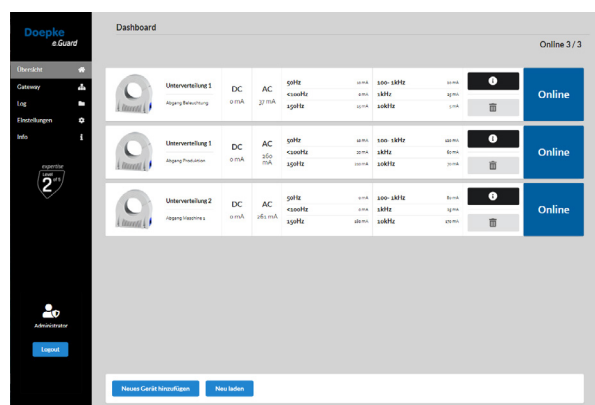 Doepke
e.Guard
Dashboard
Online 3 / 3
Übersicht
Gateway
Log
Einstellungen
Info
expertise
Level
2 of 5
Administrator
Logout
Unterverteilung 1
Abgang Beleuchtung
DC
0 mA
AC
37 mA
50Hz
<100Hz
150Hz
100- 1kHz
1kHz
10kHz
Online
Unterverteilung 1
Abgang Produktion
DC
0 mA
AC
260
mA
50Hz
<100Hz
150Hz
100- 1kHz
1kHz
10kHz
Online
Unterverteilung 2
Abgang Maschine 1
DC
0 mA
AC
261 mA
50Hz
<100Hz
150Hz
100- 1kHz
1kHz
10kHz
Online
Neues Gerät hinzufügen
Neu laden